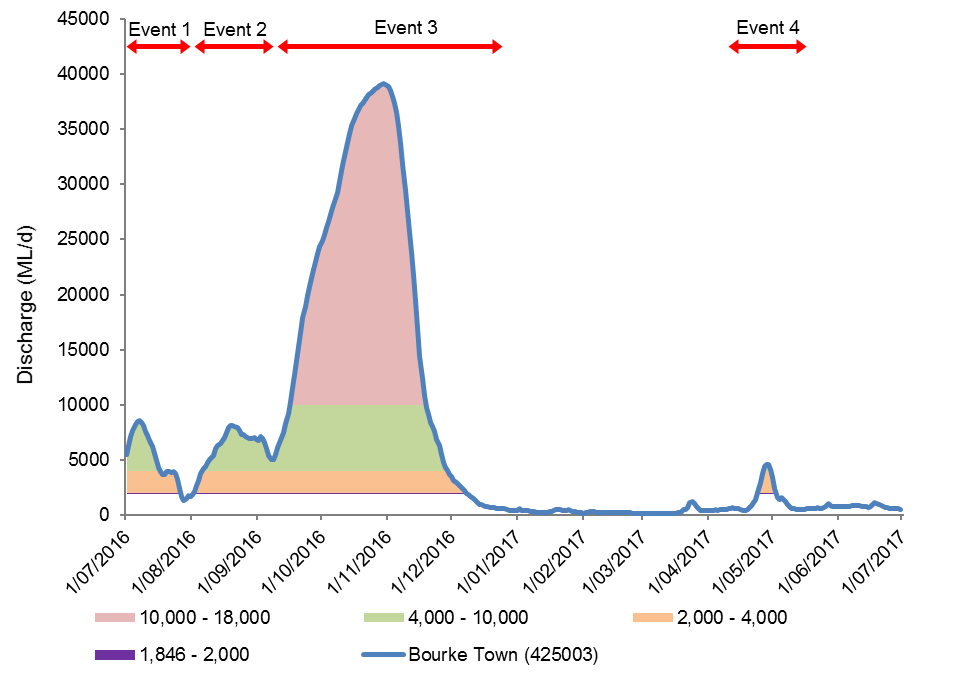 45000
Event 1
Event 2
Event 3
Event 4
40000
35000
30000
25000
20000
15000
10000
5000
0
Discharge (ML/d)
1/07/2016
1/08/2016
1/09/2016
1/10/2016
1/11/2016
1/12/2016
1/01/2017
1/02/2017
1/03/2017
1/04/2017
1/05/2017
1/06/2017
1/07/2017
10,000 - 18,000
4,000 - 10,000
2,000 - 4,000
1,846 - 2,000
Bourke Town (425003)